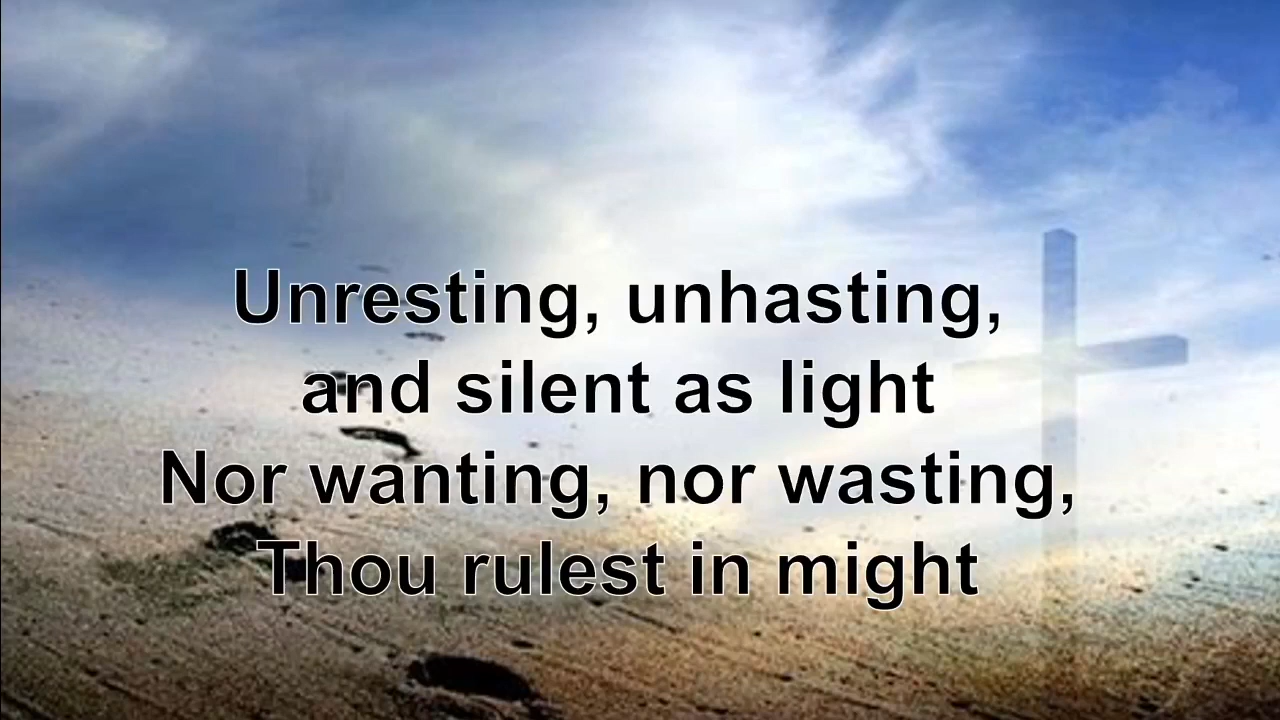 Unresting, unhasting,
and silent as light
Nor wanting, nor wasting,
Thou rulest in might